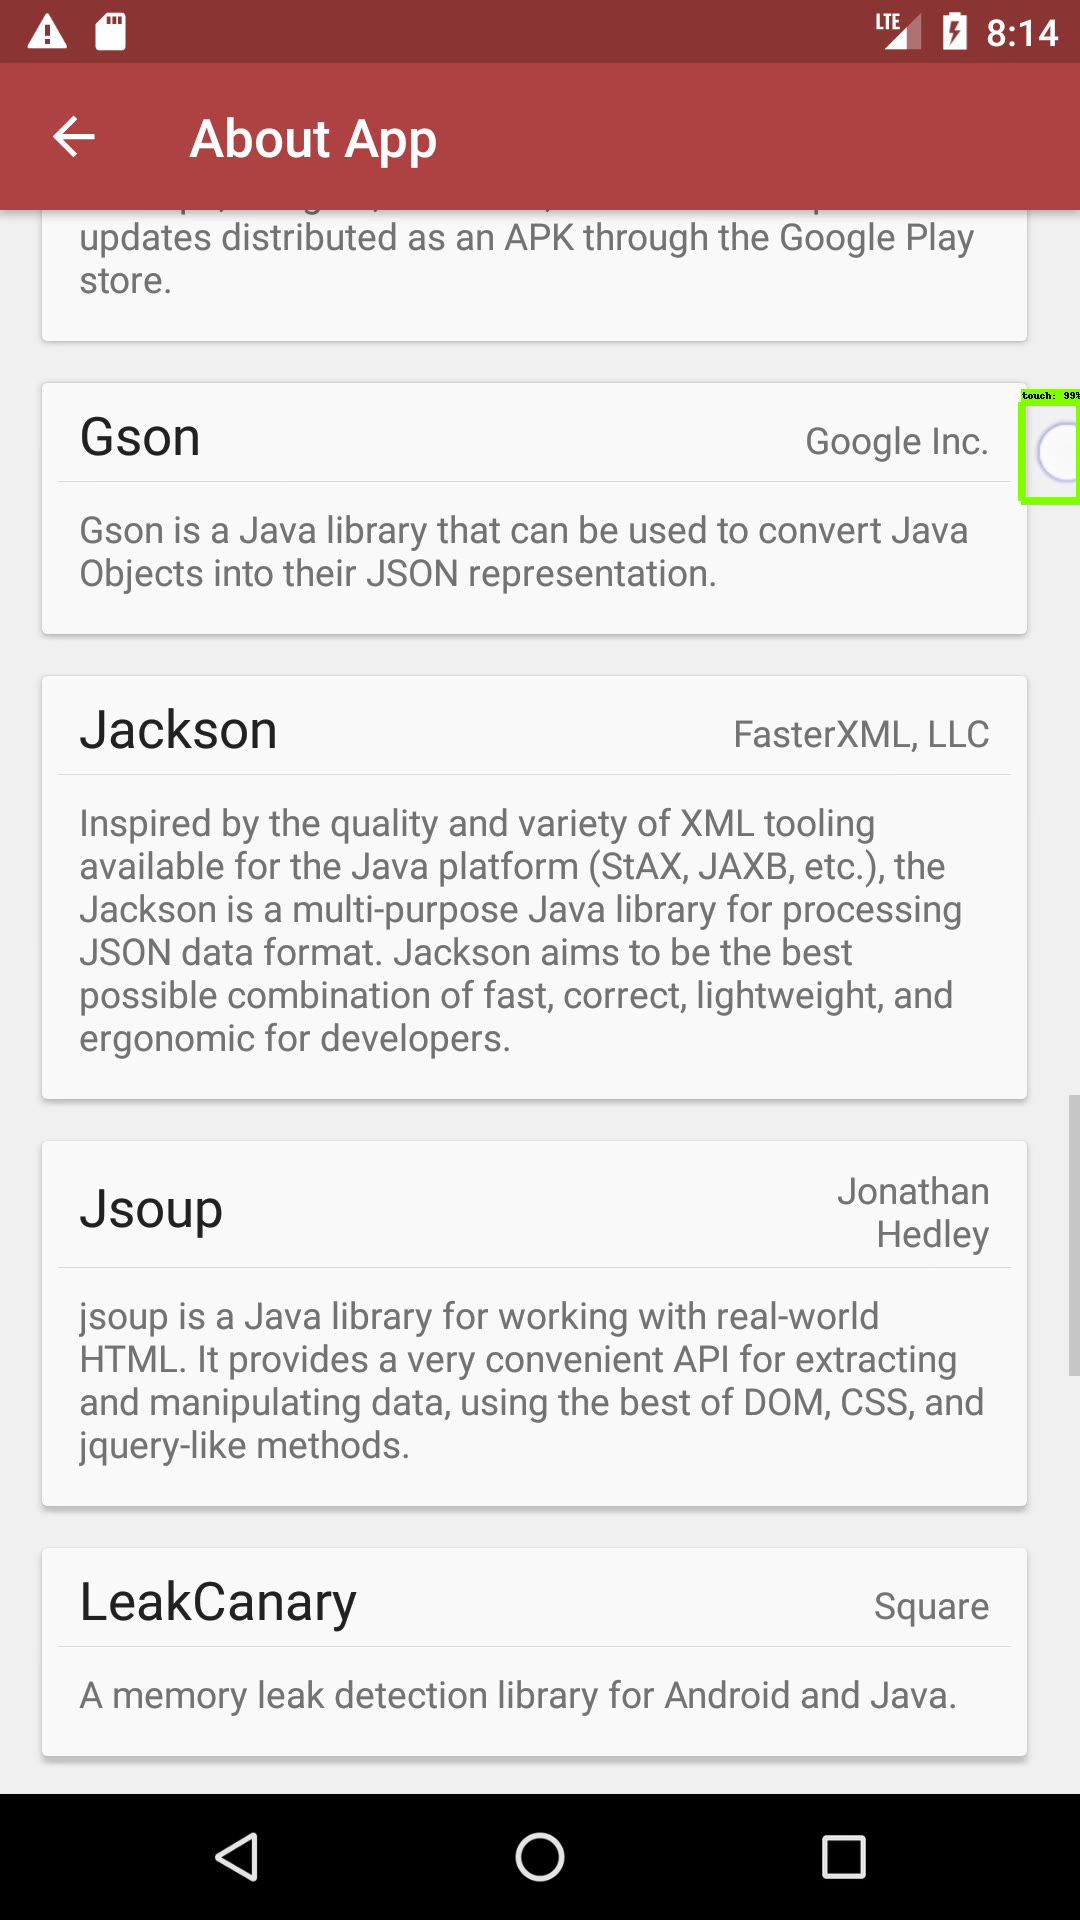 LTE
8:14
About App
updates distributed as an APK through the Google Play
store.
Gson
Google Inc.
touch: 99%
Gson is a Java library that can be used to convert Java
Objects into their JSON representation.
Jackson
FasterXML, LLC
Inspired by the quality and variety of XML tooling
available for the Java platform (StAX, JAXB, etc.), the
Jackson is a multi-purpose Java library for processing
JSON data format. Jackson aims to be the best
possible combination of fast, correct, lightweight, and
ergonomic for developers.
Jsoup
Jonathan
Hedley
jsoup is a Java library for working with real-world
HTML. It provides a very convenient API for extracting
and manipulating data, using the best of DOM, CSS, and
jquery-like methods.
LeakCanary
Square
A memory leak detection library for Android and Java.